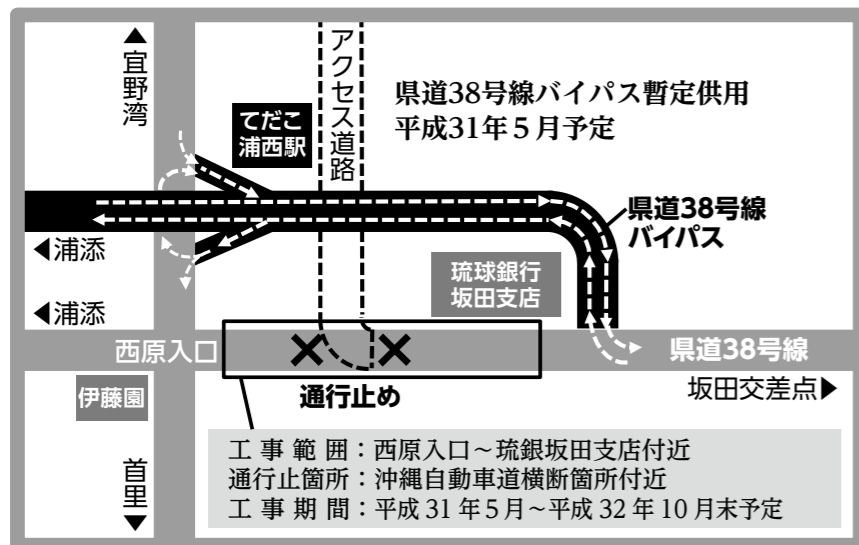 ▲宜野湾
アクセス道路
県道38号線バイパス暫定供用
平成31年5月予定
てだこ
浦西駅
県道38号線
バイパス
◀浦添
琉球銀行
坂田支店
◀浦添
西原入口
県道38号線
通行止め
坂田交差点▶
伊藤園
首里▼
工事範囲：西原入口～琉銀坂田支店付近
通行止箇所：沖縄自動車道横断箇所付近
工事期間：平成31年5月～平成32年10月末予定